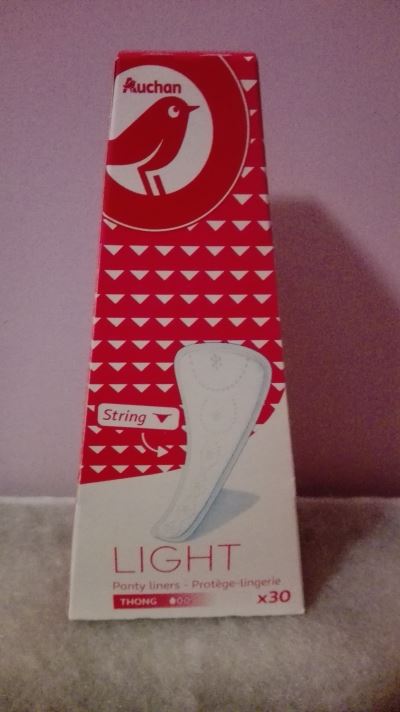 Auchan
String
LIGHT
Panty liners - Protège-lingerie
THONG
x30